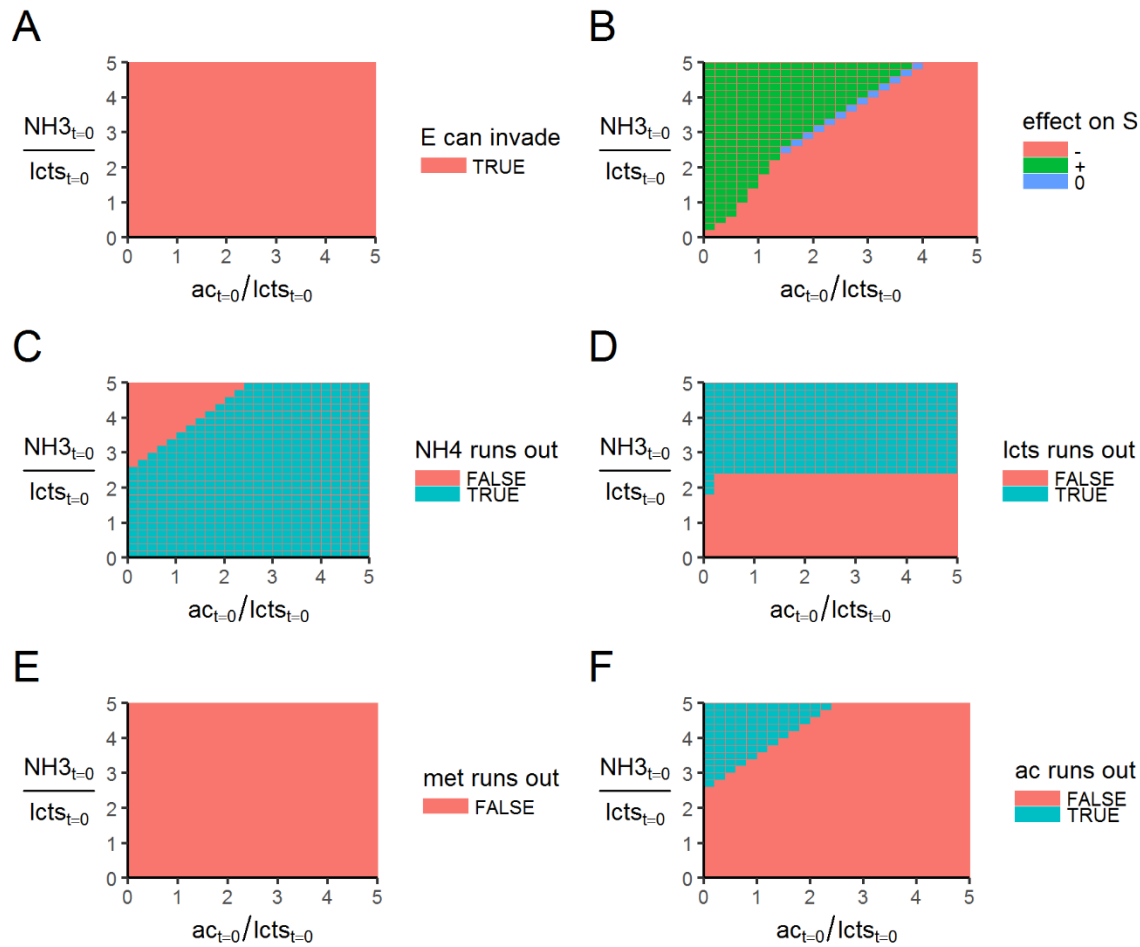 A
5
4
3
2
1
0
NH3t=0
lctst=0
0 1 2 3 4 5
act=0/lctst=0
E can invade
TRUE
B
5
4
3
2
1
0
NH3t=0
lctst=0
0 1 2 3 4 5
act=0/lctst=0
effect on S
-
+
0
C
5
4
3
2
1
0
NH3t=0
lctst=0
0 1 2 3 4 5
act=0/lctst=0
NH4 runs out
FALSE
TRUE
D
5
4
3
2
1
0
NH3t=0
lctst=0
0 1 2 3 4 5
act=0/lctst=0
lcts runs out
FALSE
TRUE
E
5
4
3
2
1
0
NH3t=0
lctst=0
0 1 2 3 4 5
act=0/lctst=0
met runs out
FALSE
F
5
4
3
2
1
0
NH3t=0
lctst=0
0 1 2 3 4 5
act=0/lctst=0
ac runs out
FALSE
TRUE